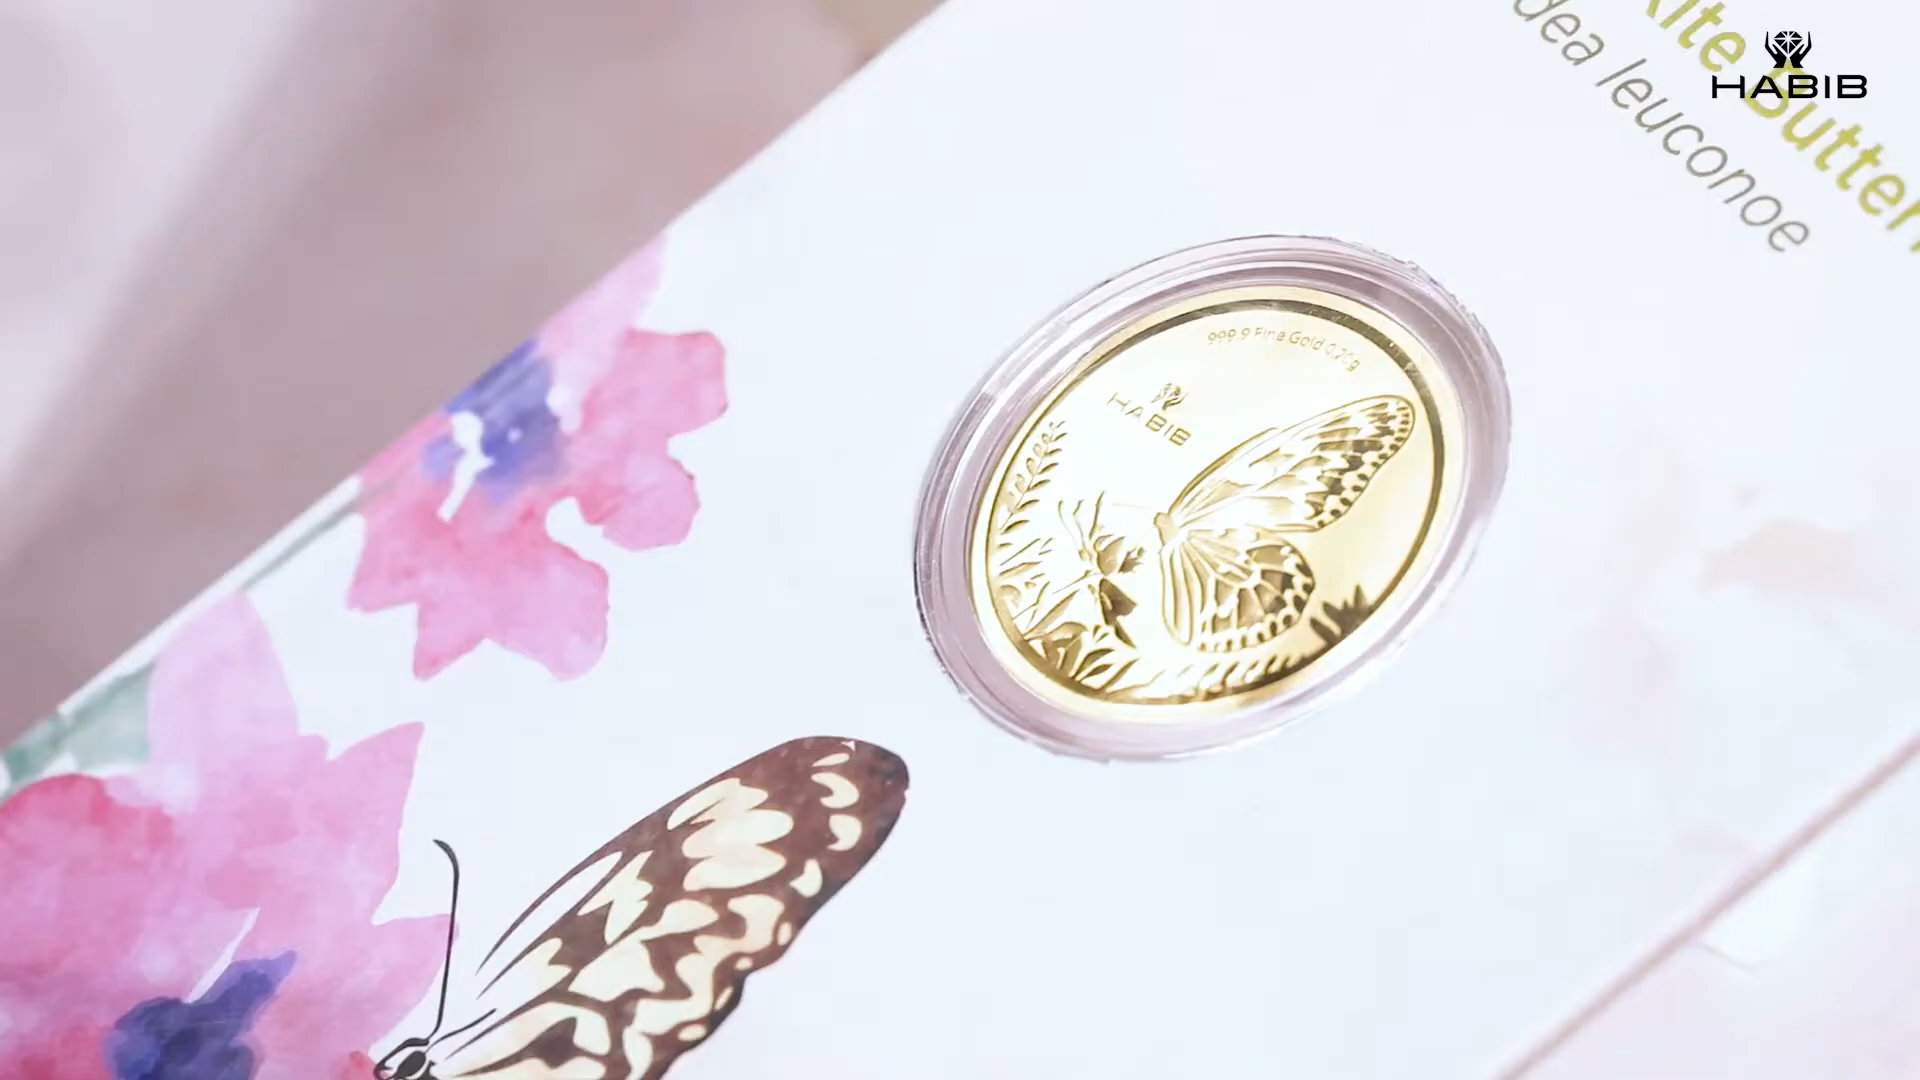 HABIB
Kite Butter
dea leuconoe
999.9 Fine Gold 0.20g
HABIB